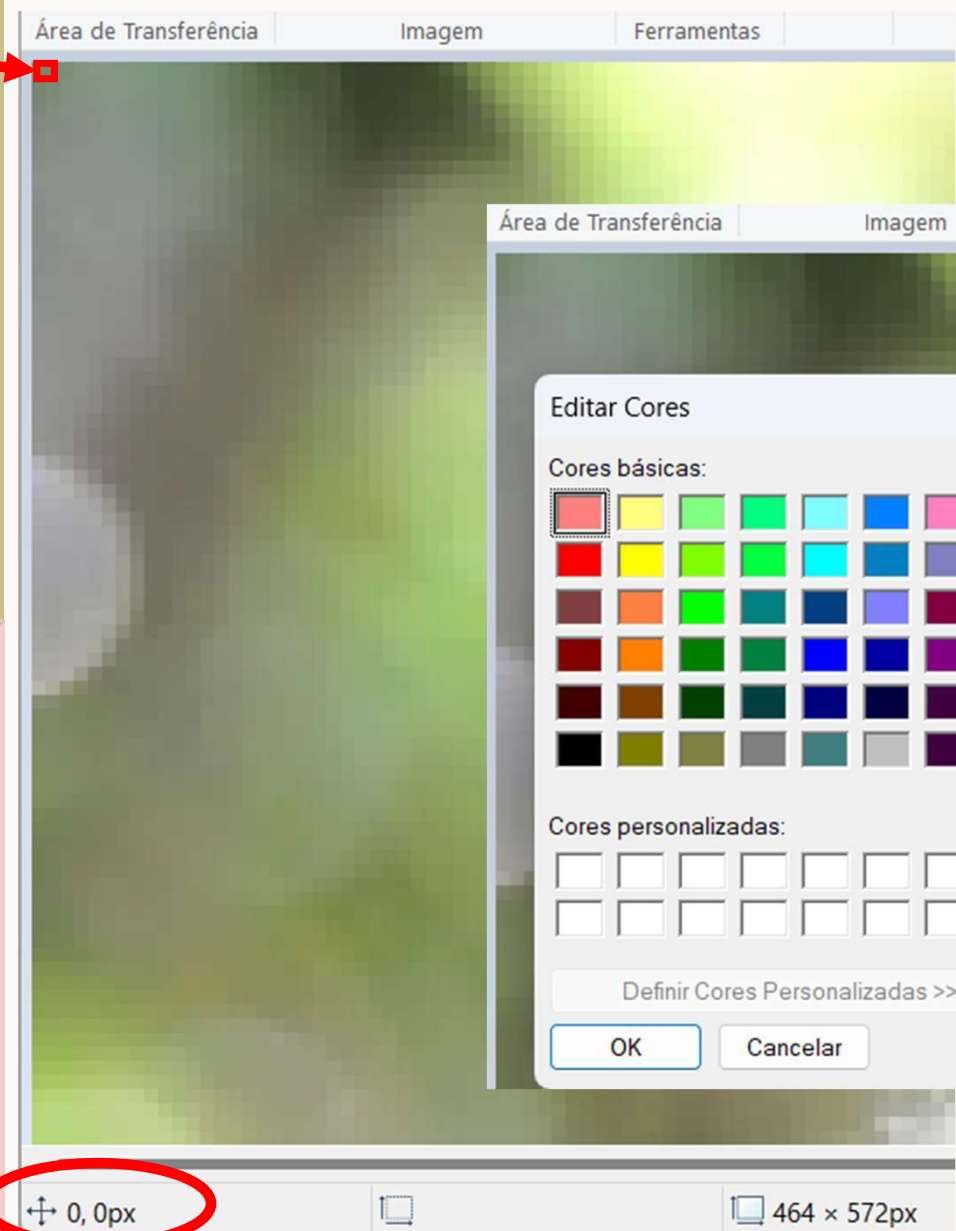 Área de Transferência Imagem Ferramentas
Área de Transferência Imagem
Editar Cores
Cores básicas:
Cores personalizadas:
Definir Cores Personalizadas >>
OK Cancelar
0, 0px 464 × 572px